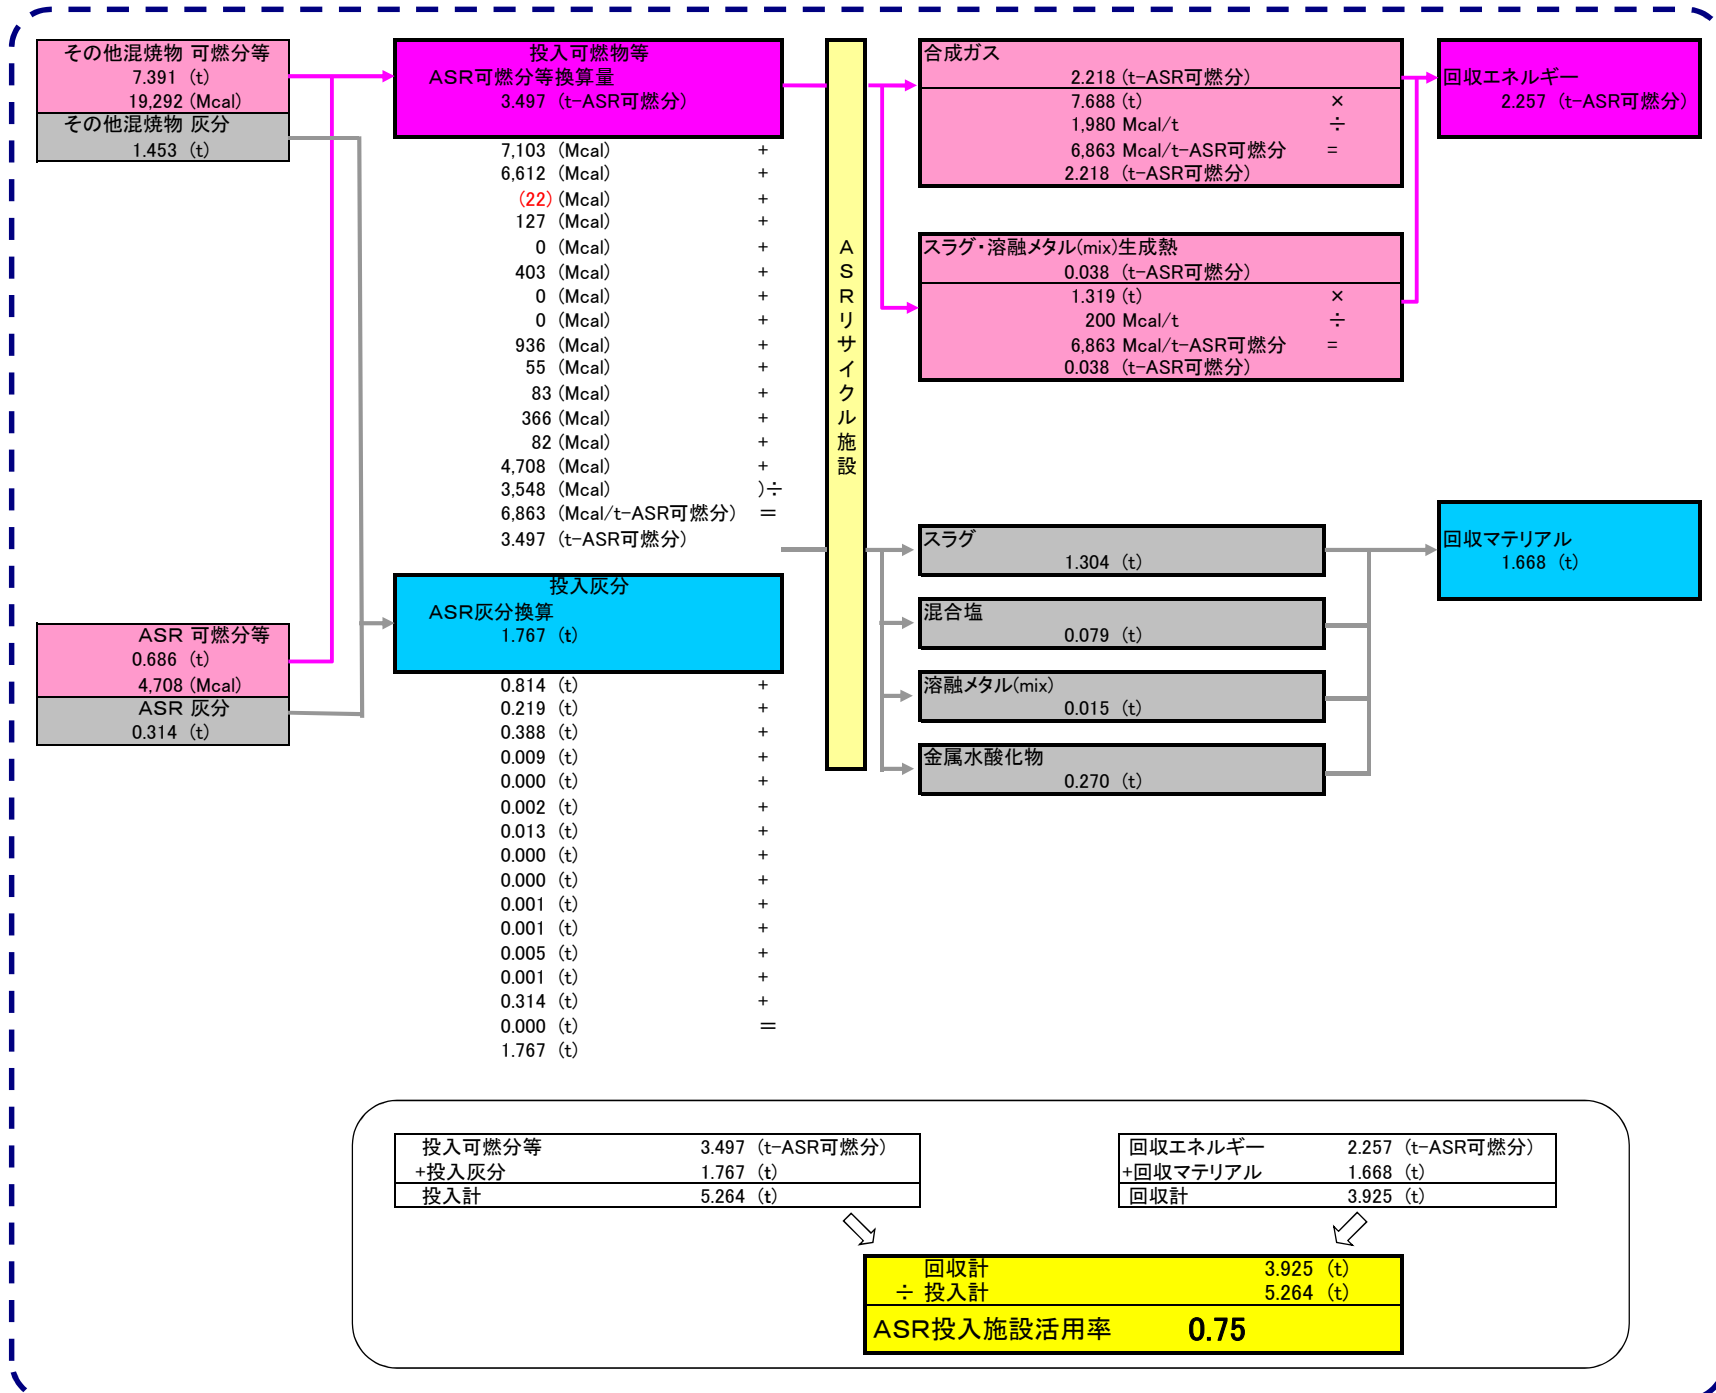 その他混焼物 可燃分等
7.391 (t)
19,292 (Mcal)
その他混焼物 灰分
1.453 (t)
ASR 可燃分等
0.686 (t)
4,708 (Mcal)
ASR 灰分
0.314 (t)
投入可燃物等
ASR可燃分等換算量
3.497 (t-ASR可燃分)
7,103 (Mcal) +
6,612 (Mcal) +
(22) (Mcal) +
127 (Mcal) +
0 (Mcal) +
403 (Mcal) +
0 (Mcal) +
0 (Mcal) +
936 (Mcal) +
55 (Mcal) +
83 (Mcal) +
366 (Mcal) +
82 (Mcal) +
4,708 (Mcal) +
3,548 (Mcal) )÷
6,863 (Mcal/t-ASR可燃分) =
3.497 (t-ASR可燃分)
投入灰分
ASR灰分換算
1.767 (t)
0.814 (t) +
0.219 (t) +
0.388 (t) +
0.009 (t) +
0.000 (t) +
0.002 (t) +
0.013 (t) +
0.000 (t) +
0.000 (t) +
0.001 (t) +
0.001 (t) +
0.005 (t) +
0.001 (t) +
0.314 (t) +
0.000 (t) =
1.767 (t)
ASRリサイクル施設
合成ガス
2.218 (t-ASR可燃分)
7.688 (t) ×
1,980 Mcal/t ÷
6,863 Mcal/t-ASR可燃分 =
2.218 (t-ASR可燃分)
スラグ・溶融メタル(mix)生成熱
0.038 (t-ASR可燃分)
1.319 (t) ×
200 Mcal/t ÷
6,863 Mcal/t-ASR可燃分 =
0.038 (t-ASR可燃分)
スラグ
1.304 (t)
混合塩
0.079 (t)
溶融メタル(mix)
0.015 (t)
金属水酸化物
0.270 (t)
回収エネルギー
2.257 (t-ASR可燃分)
回収マテリアル
1.668 (t)
投入可燃分等 3.497 (t-ASR可燃分)
+投入灰分 1.767 (t)
投入計 5.264 (t)
回収エネルギー 2.257 (t-ASR可燃分)
+回収マテリアル 1.668 (t)
回収計 3.925 (t)
回収計 3.925 (t)
÷ 投入計 5.264 (t)
ASR投入施設活用率 0.75